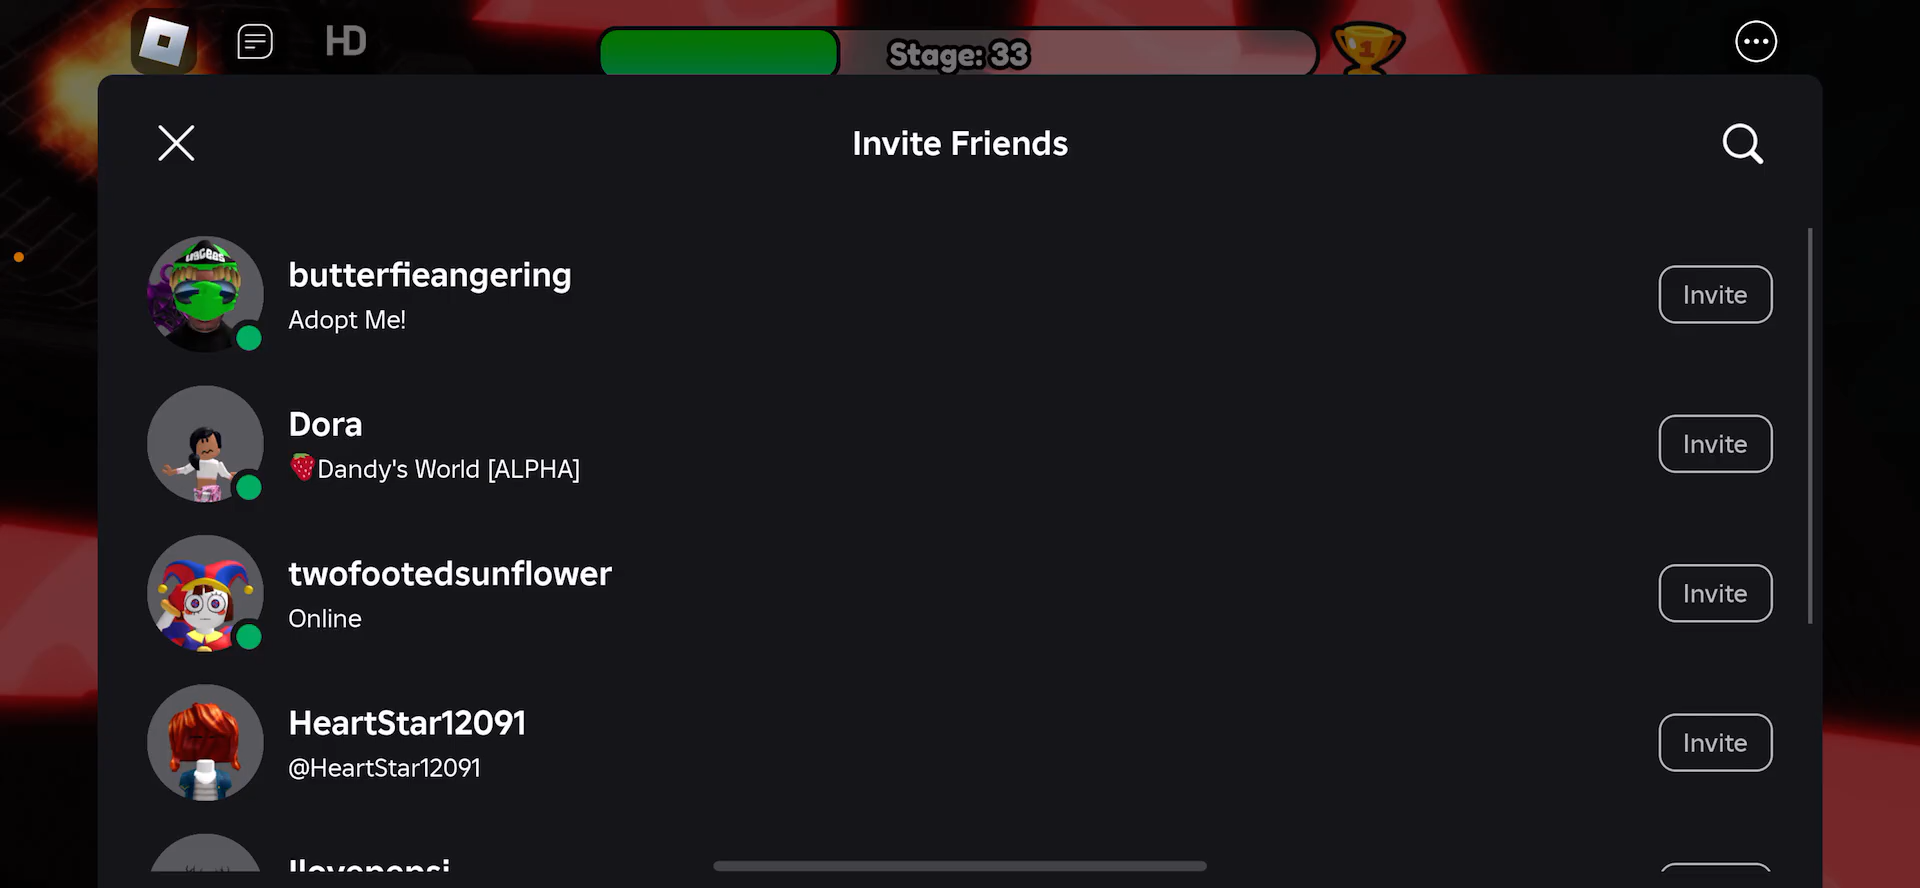 HD
Stage: 33
1
Invite Friends
butterfieangering
Adopt Me!
Invite
Dora
🍓Dandy's World [ALPHA]
Invite
twofootedsunflower
Online
Invite
HeartStar12091
@HeartStar12091
Invite